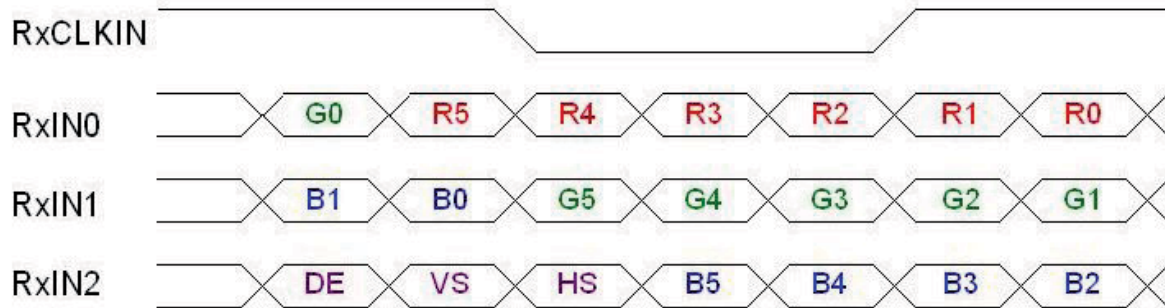 RxCLKIN
RxIN0 G0 R5 R4 R3 R2 R1 R0
RxIN1 B1 B0 G5 G4 G3 G2 G1
RxIN2 DE VS HS B5 B4 B3 B2